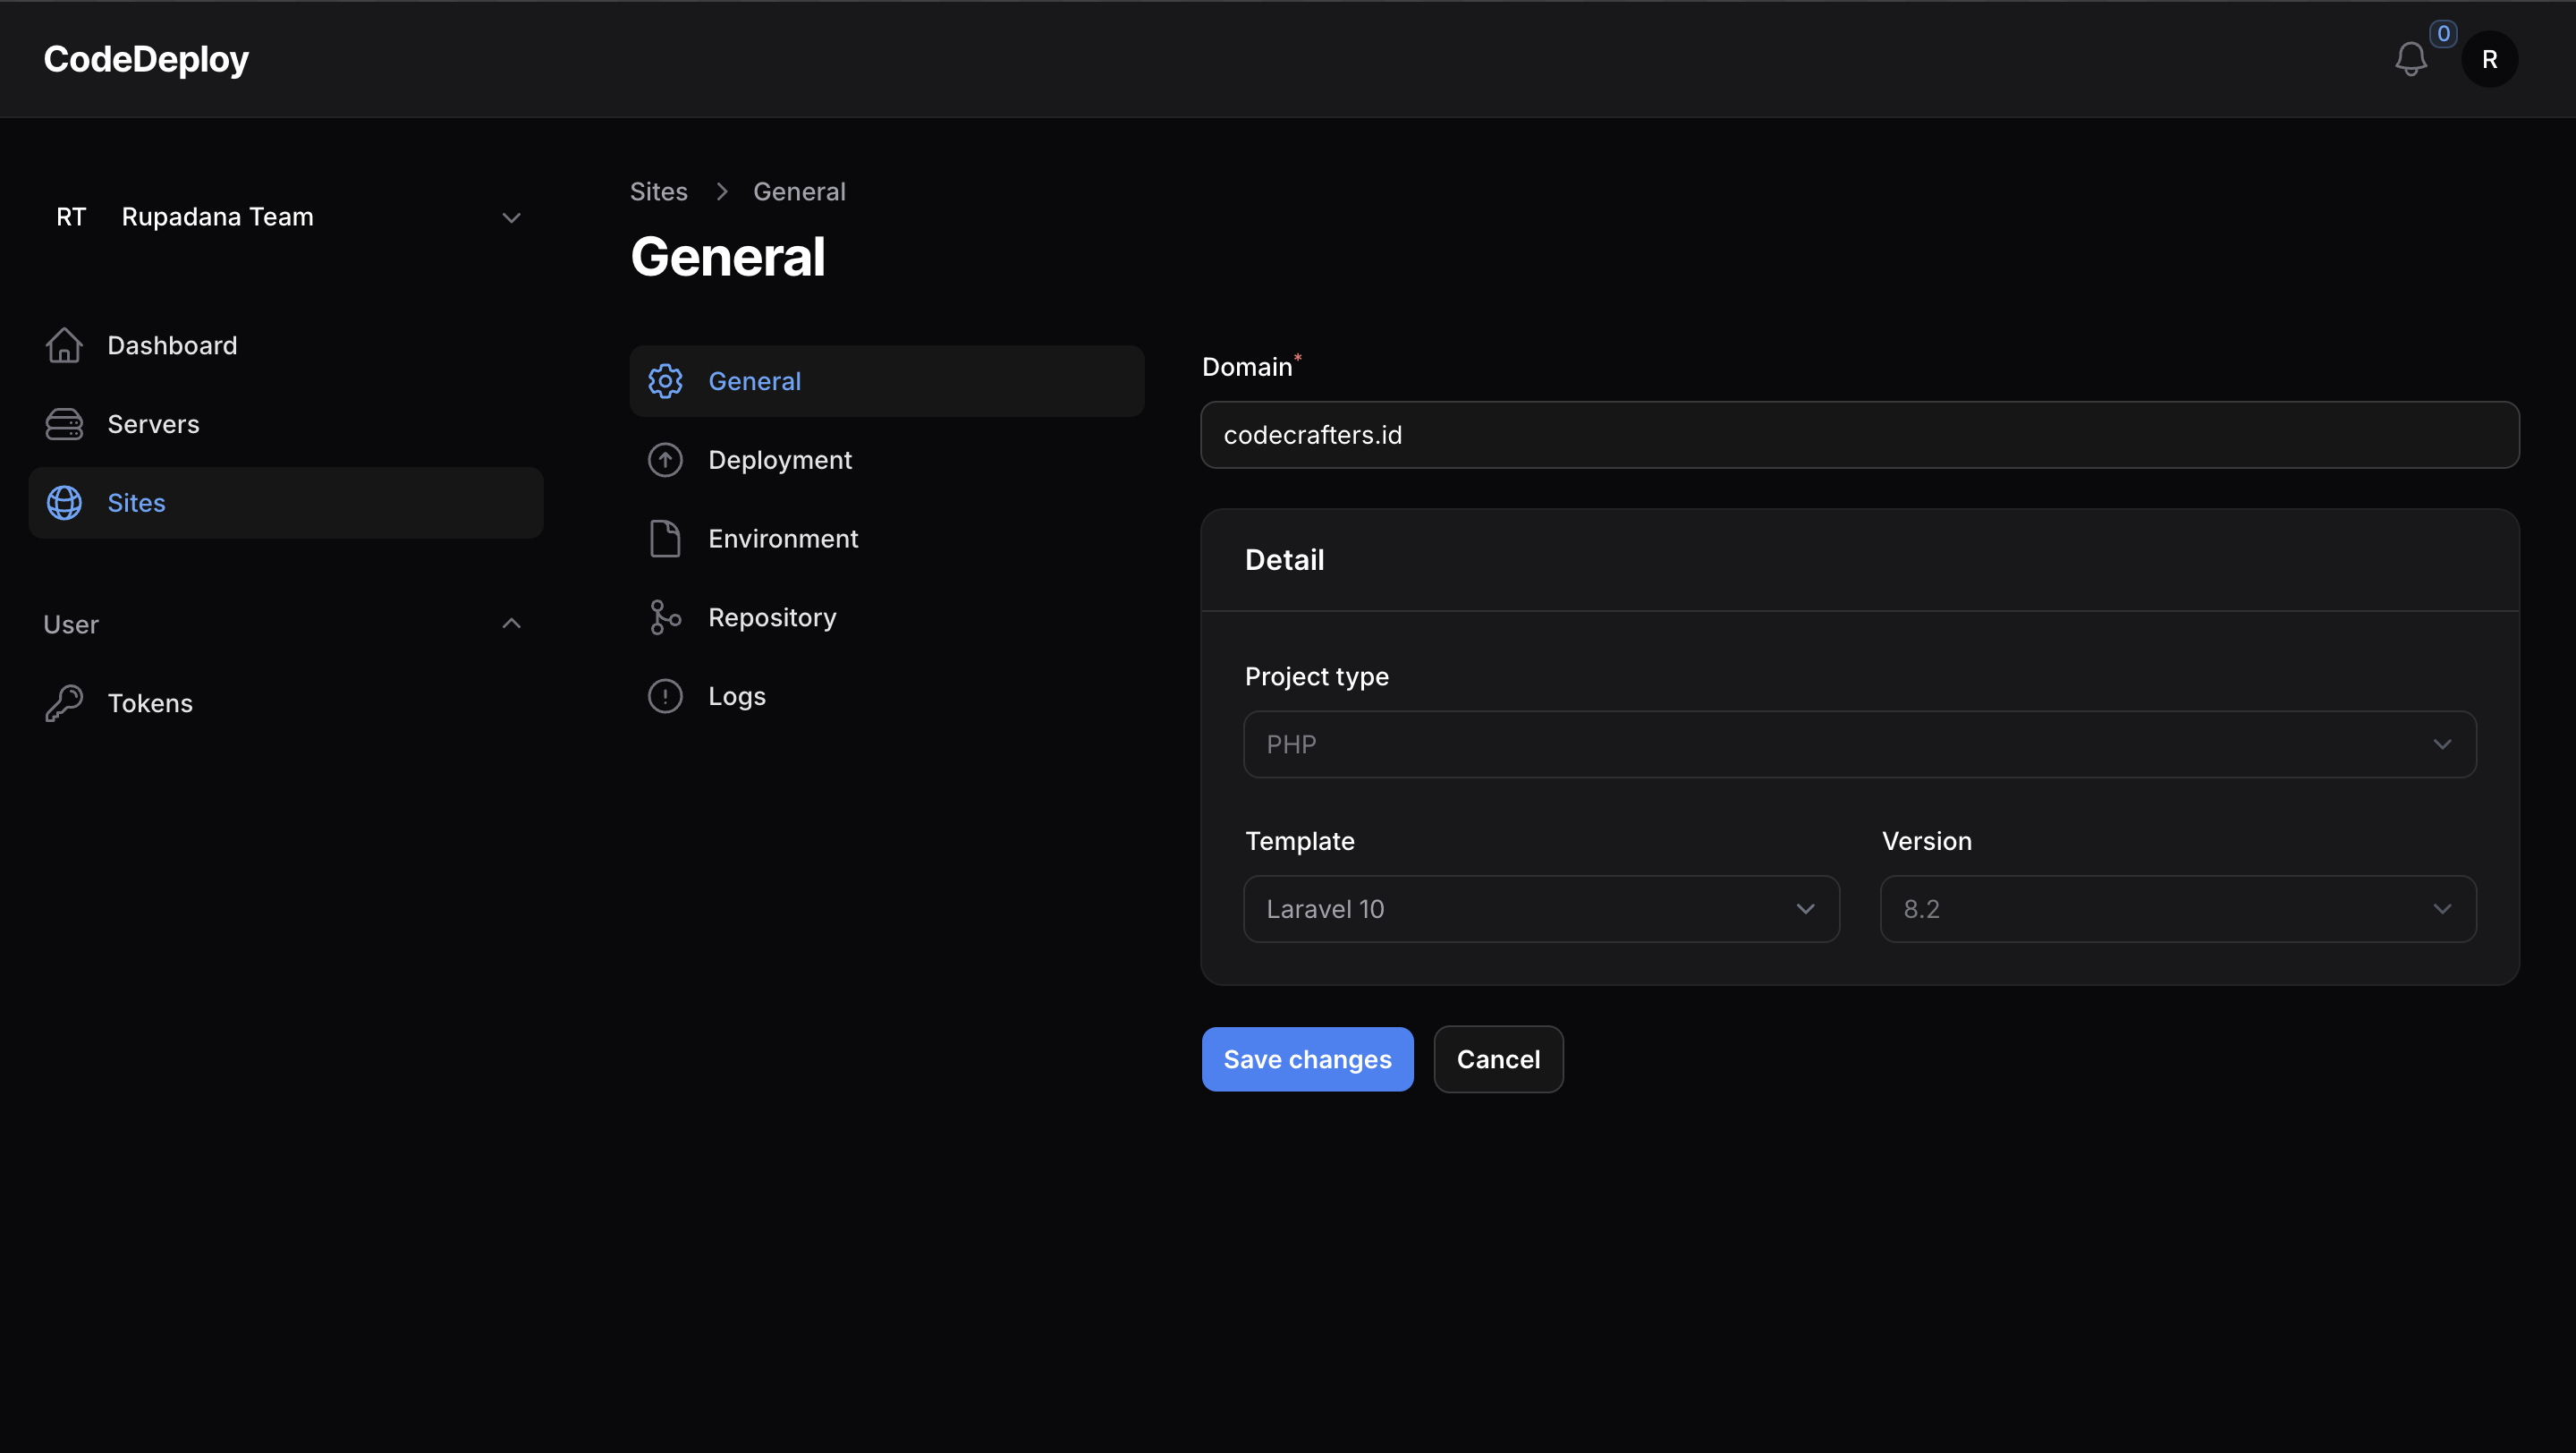 CodeDeploy
0
R
RT Rupadana Team
Dashboard
Servers
Sites
User
Tokens
Sites General
General
General
Deployment
Environment
Repository
Logs
Domain*
codecrafters.id
Detail
Project type
PHP
Template
Laravel 10
Version
8.2
Save changes
Cancel